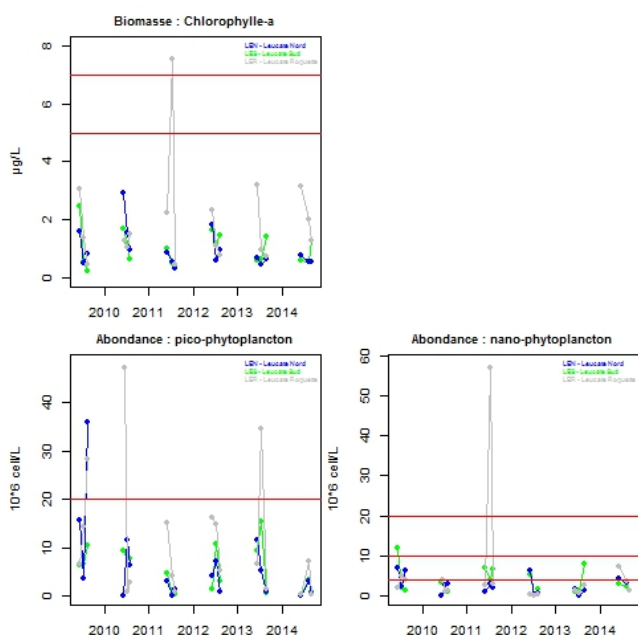 Biomasse : Chlorophylle-a
LEN - Leucate Nord
LES - Leucate Sud
LER - Leucate Roquette
µg/L
8
6
4
2
0
2010 2011 2012 2013 2014
Abondance : pico-phytoplancton
LEN - Leucate Nord
LES - Leucate Sud
LER - Leucate Roquette
10^6 cell/L
40
30
20
10
0
2010 2011 2012 2013 2014
Abondance : nano-phytoplancton
LEN - Leucate Nord
LES - Leucate Sud
LER - Leucate Roquette
10^6 cell/L
60
50
40
30
20
10
0
2010 2011 2012 2013 2014